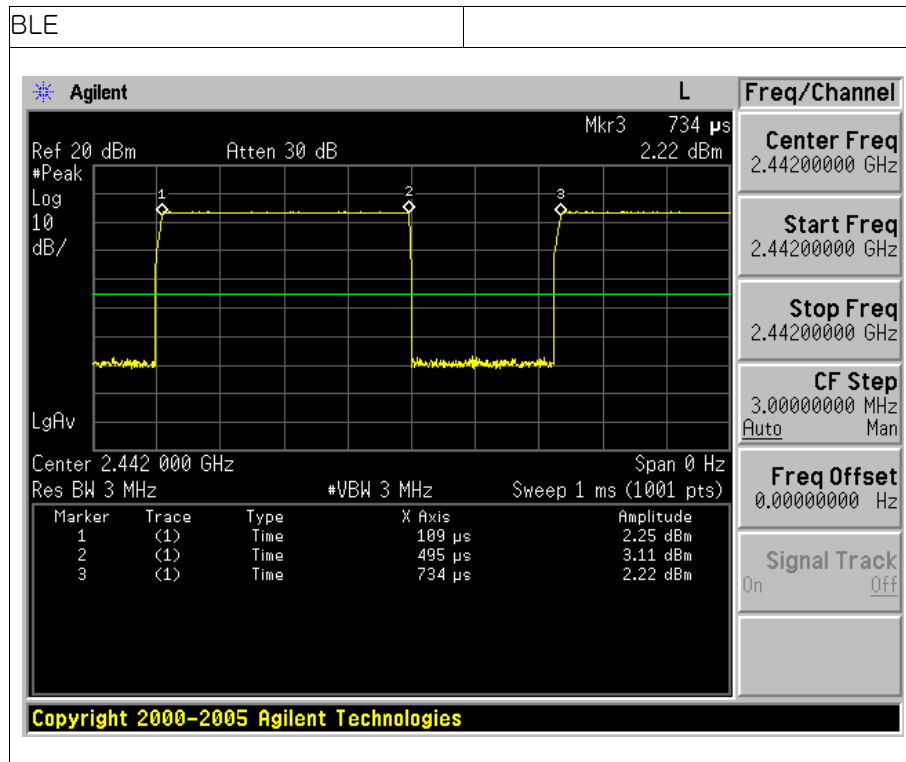 BLE
Agilent L
Mkr3 734 µs
Ref 20 dBm Atten 30 dB 2.22 dBm
#Peak
Log
10
dB/
1 2 3
LgAv
Center 2.442 000 GHz Span 0 Hz
Res BW 3 MHz #VBW 3 MHz Sweep 1 ms (1001 pts)
Marker Trace Type X Axis Amplitude
1 (1) Time 109 µs 2.25 dBm
2 (1) Time 495 µs 3.11 dBm
3 (1) Time 734 µs 2.22 dBm
Copyright 2000-2005 Agilent Technologies
Freq/Channel
Center Freq
2.44200000 GHz
Start Freq
2.44200000 GHz
Stop Freq
2.44200000 GHz
CF Step
3.00000000 MHz
Auto Man
Freq Offset
0.00000000 Hz
Signal Track
On Off